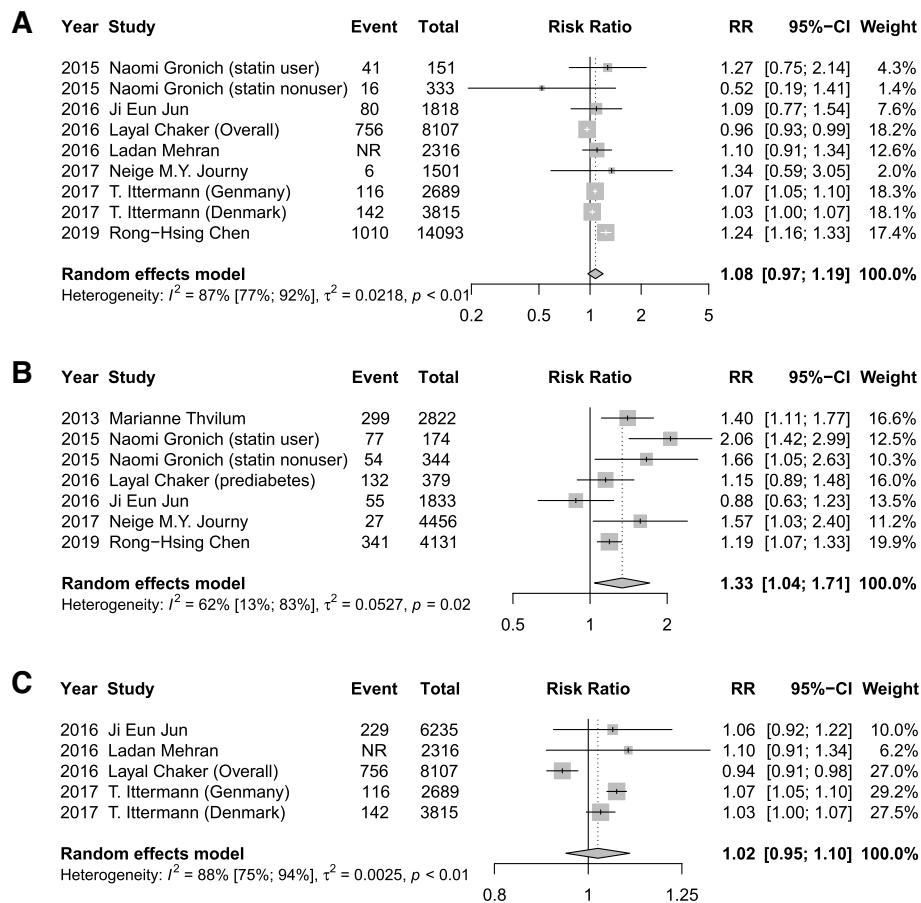 A
Year Study Event Total Risk Ratio RR 95%−CI Weight
2015 Naomi Gronich (statin user) 41 151 1.27 [0.75; 2.14] 4.3%
2015 Naomi Gronich (statin nonuser) 16 333 0.52 [0.19; 1.41] 1.4%
2016 Ji Eun Jun 80 1818 1.09 [0.77; 1.54] 7.6%
2016 Layal Chaker (Overall) 756 8107 0.96 [0.93; 0.99] 18.2%
2016 Ladan Mehran NR 2316 1.10 [0.91; 1.34] 12.6%
2017 Neige M.Y. Journy 6 1501 1.34 [0.59; 3.05] 2.0%
2017 T. Ittermann (Genmany) 116 2689 1.07 [1.05; 1.10] 18.3%
2017 T. Ittermann (Denmark) 142 3815 1.03 [1.00; 1.07] 18.1%
2019 Rong−Hsing Chen 1010 14093 1.24 [1.16; 1.33] 17.4%
Random effects model 1.08 [0.97; 1.19] 100.0%
Heterogeneity: I² = 87% [77%; 92%], τ² = 0.0218, p < 0.01
0.2 0.5 1 2 5
B
Year Study Event Total Risk Ratio RR 95%−CI Weight
2013 Marianne Thvilum 299 2822 1.40 [1.11; 1.77] 16.6%
2015 Naomi Gronich (statin user) 77 174 2.06 [1.42; 2.99] 12.5%
2015 Naomi Gronich (statin nonuser) 54 344 1.66 [1.05; 2.63] 10.3%
2016 Layal Chaker (prediabetes) 132 379 1.15 [0.89; 1.48] 16.0%
2016 Ji Eun Jun 55 1833 0.88 [0.63; 1.23] 13.5%
2017 Neige M.Y. Journy 27 4456 1.57 [1.03; 2.40] 11.2%
2019 Rong−Hsing Chen 341 4131 1.19 [1.07; 1.33] 19.9%
Random effects model 1.33 [1.04; 1.71] 100.0%
Heterogeneity: I² = 62% [13%; 83%], τ² = 0.0527, p = 0.02
0.5 1 2
C
Year Study Event Total Risk Ratio RR 95%−CI Weight
2016 Ji Eun Jun 229 6235 1.06 [0.92; 1.22] 10.0%
2016 Ladan Mehran NR 2316 1.10 [0.91; 1.34] 6.2%
2016 Layal Chaker (Overall) 756 8107 0.94 [0.91; 0.98] 27.0%
2017 T. Ittermann (Genmany) 116 2689 1.07 [1.05; 1.10] 29.2%
2017 T. Ittermann (Denmark) 142 3815 1.03 [1.00; 1.07] 27.5%
Random effects model 1.02 [0.95; 1.10] 100.0%
Heterogeneity: I² = 88% [75%; 94%], τ² = 0.0025, p < 0.01
0.8 1 1.25